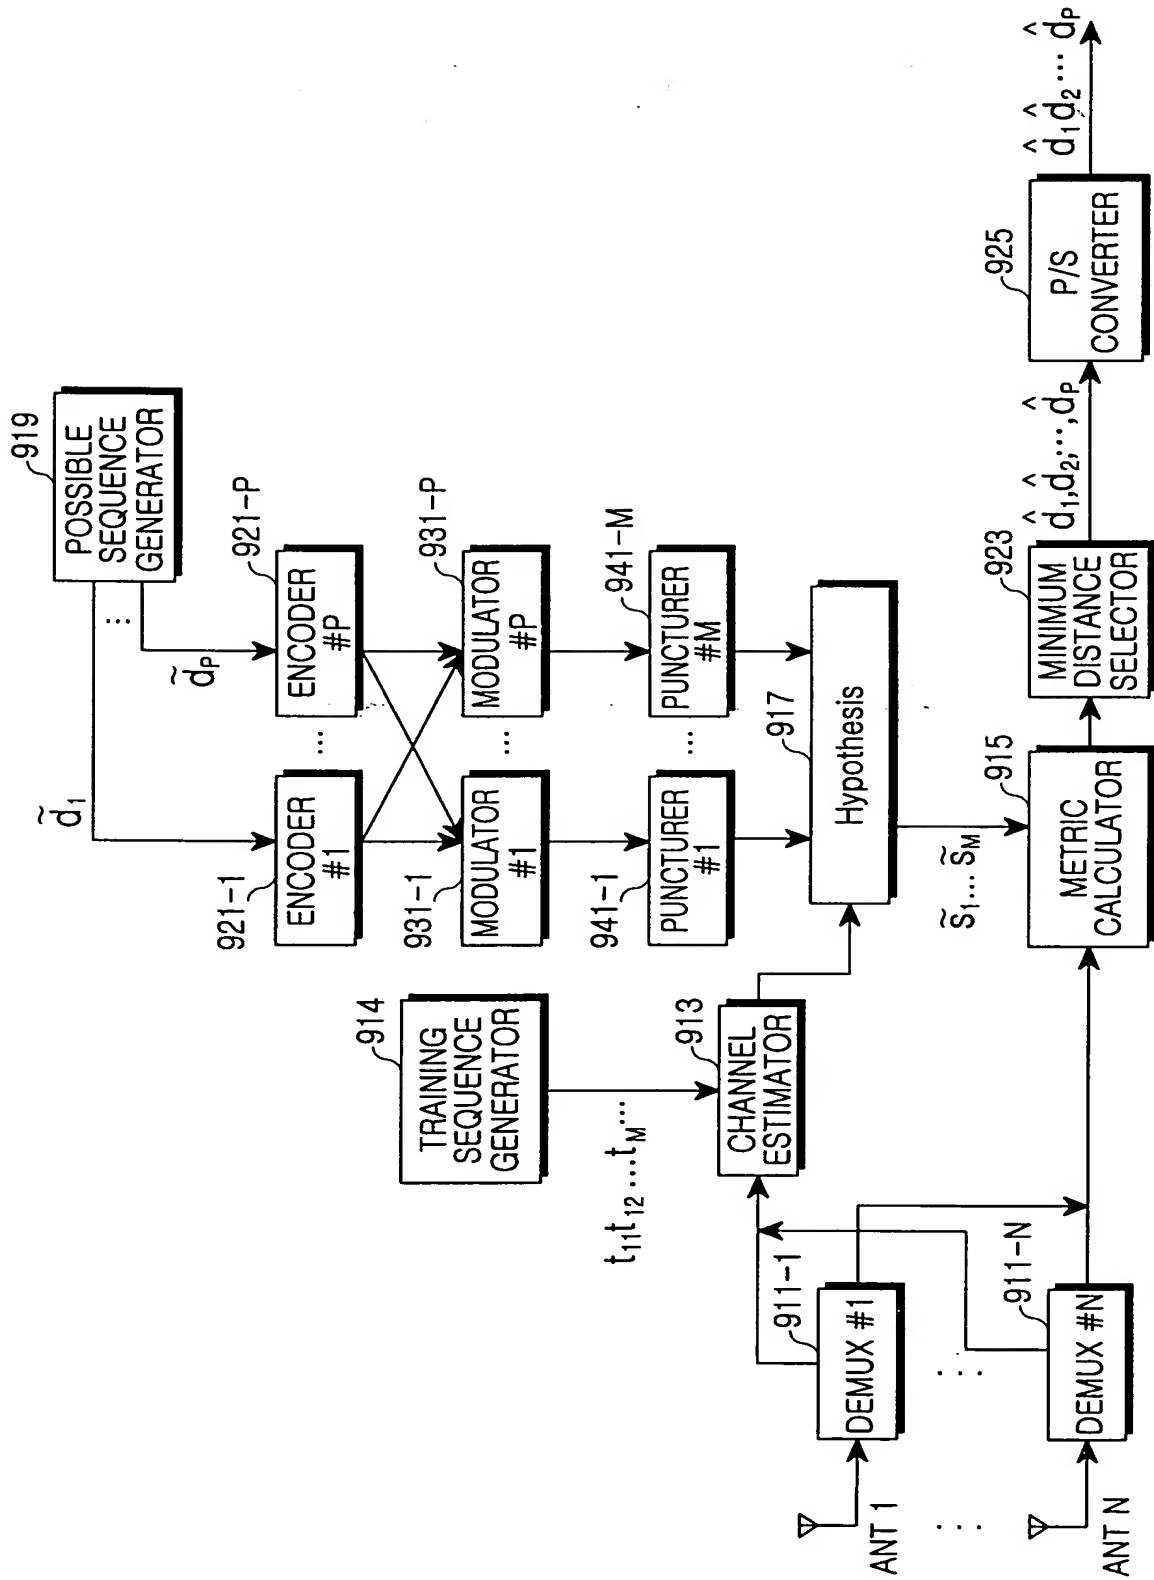 919
POSSIBLE
SEQUENCE
GENERATOR
d̃1
...
d̃P
921-1
ENCODER
#1
...
921-P
ENCODER
#P
914
TRAINING
SEQUENCE
GENERATOR
931-1
MODULATOR
#1
...
931-P
MODULATOR
#P
t11t12...tM...
941-1
PUNCTURER
#1
...
941-M
PUNCTURER
#M
913
CHANNEL
ESTIMATOR
917
Hypothesis
s̃1...s̃M
911-1
DEMUX #1
ANT 1
...
...
911-N
DEMUX #N
ANT N
915
METRIC
CALCULATOR
923
MINIMUM
DISTANCE
SELECTOR
d̂1,d̂2,...,d̂P
925
P/S
CONVERTER
d̂1d̂2...d̂P